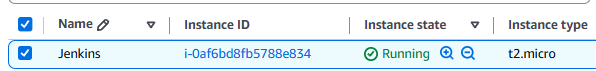 Name Instance ID Instance state Instance type
Jenkins i-0af6bd8fb5788e834 Running t2.micro